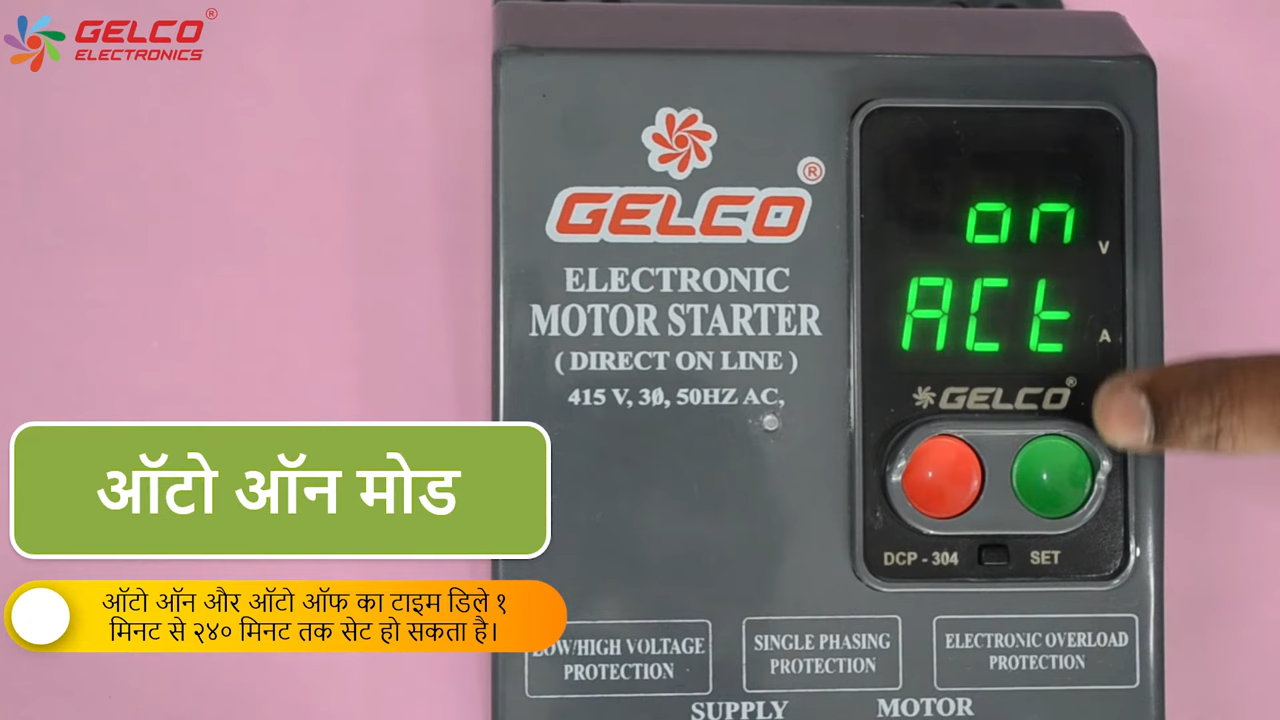 GELCO®
ELECTRONICS
GELCO®
ELECTRONIC
MOTOR STARTER
( DIRECT ON LINE )
415 V, 3Ø, 50HZ AC,
on
V
ACt
A
GELCO®
DCP - 304
SET
ऑटो ऑन मोड
ऑटो ऑन और ऑटो ऑफ का टाइम डिले १
मिनट से २४० मिनट तक सेट हो सकता है।
LOW/HIGH VOLTAGE
PROTECTION
SINGLE PHASING
PROTECTION
ELECTRONIC OVERLOAD
PROTECTION
SUPPLY
MOTOR